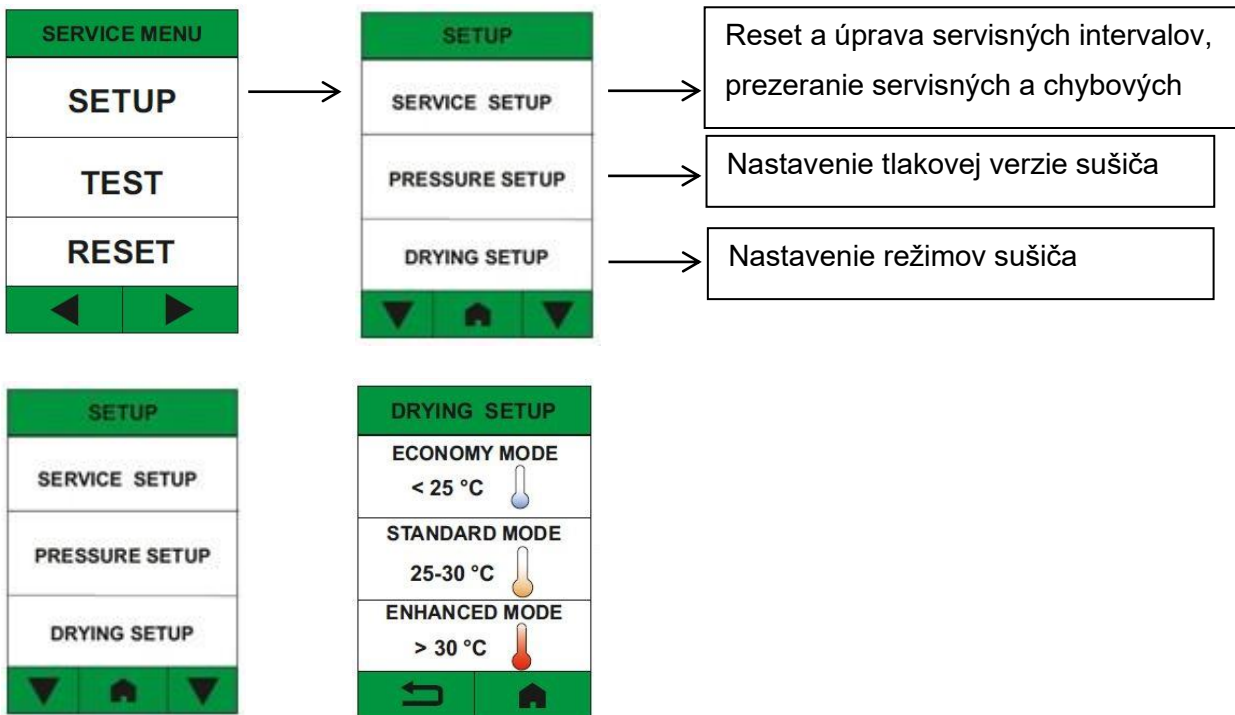 SERVICE MENU
SETUP
TEST
RESET
SETUP
SERVICE SETUP
PRESSURE SETUP
DRYING SETUP
Reset a úprava servisných intervalov,
prezeranie servisných a chybových
Nastavenie tlakovej verzie sušiča
Nastavenie režimov sušiča
SETUP
SERVICE SETUP
PRESSURE SETUP
DRYING SETUP
DRYING SETUP
ECONOMY MODE
< 25 °C
STANDARD MODE
25-30 °C
ENHANCED MODE
> 30 °C